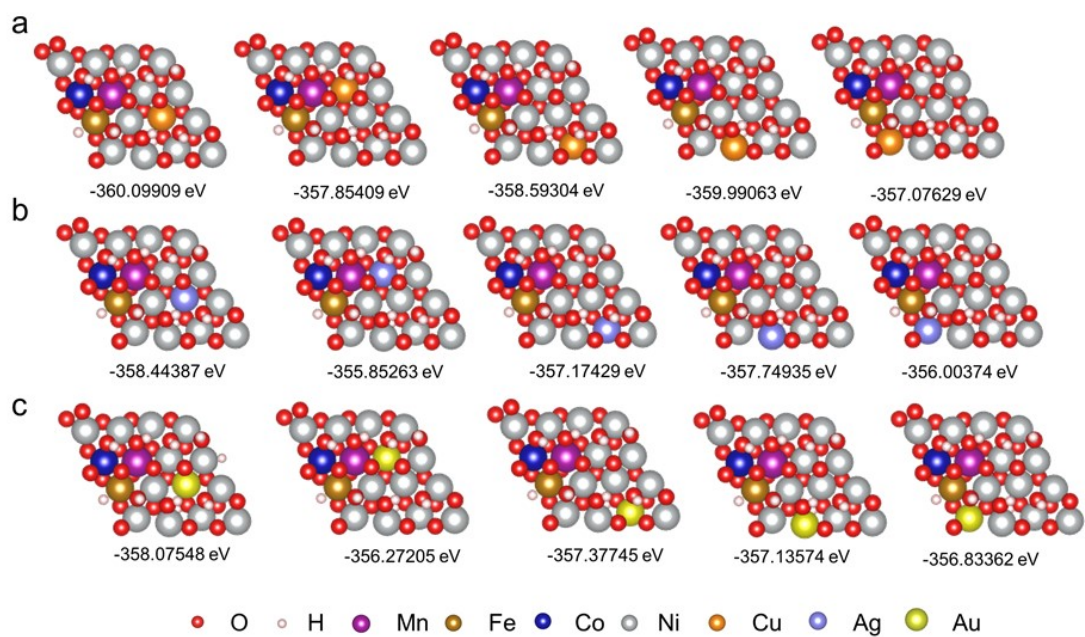 a
-360.09909 eV -357.85409 eV -358.59304 eV -359.99063 eV -357.07629 eV
b
-358.44387 eV -355.85263 eV -357.17429 eV -357.74935 eV -356.00374 eV
c
-358.07548 eV -356.27205 eV -357.37745 eV -357.13574 eV -356.83362 eV
O H Mn Fe Co Ni Cu Ag Au